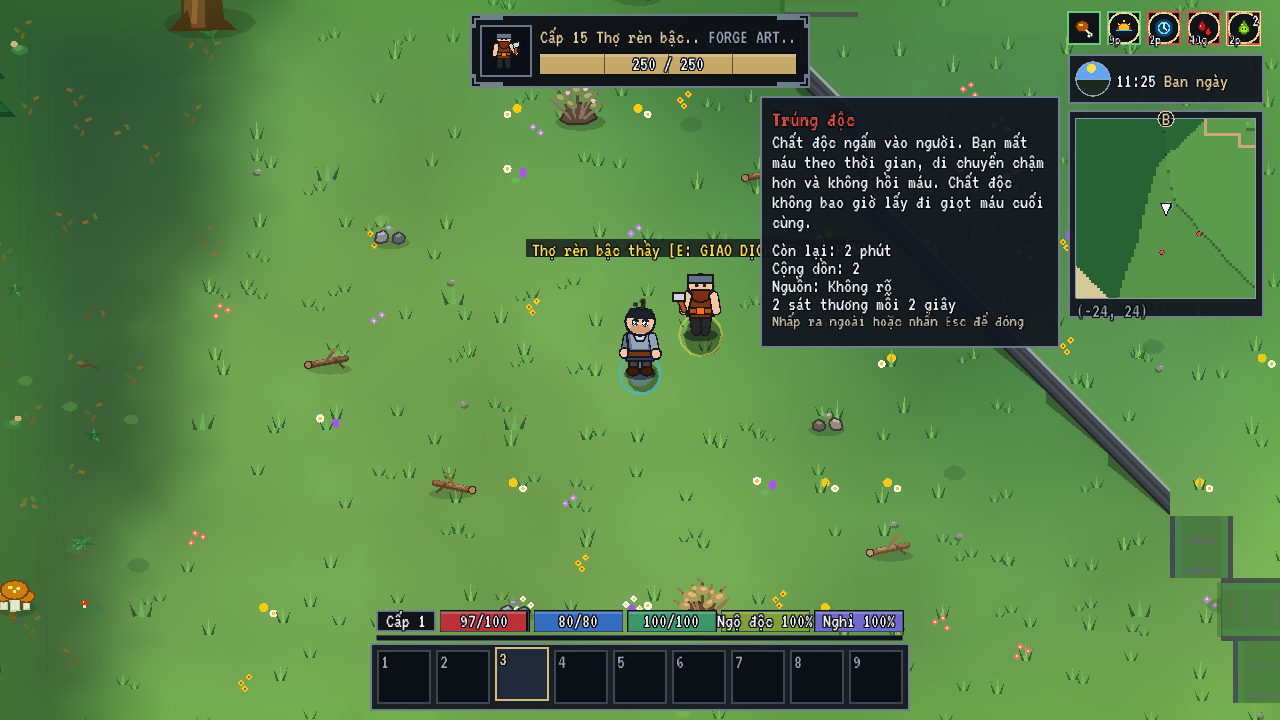 Cấp 15 Thợ rèn bậc.. FORGE ART..
250 / 250
9p
2p
40g
2
2p
11:25 Ban ngày
B
(-24, 24)
Trúng độc
Chất độc ngấm vào người. Bạn mất
máu theo thời gian, di chuyển chậm
hơn và không hồi máu. Chất độc
không bao giờ lấy đi giọt máu cuối
cùng.
Còn lại: 2 phút
Cộng dồn: 2
Nguồn: Không rõ
2 sát thương mỗi 2 giây
Nhấp ra ngoài hoặc nhấn Esc để đóng
Thợ rèn bậc thầy [E: GIAO DỊC
Cấp 1
97/100
80/80
100/100
Ngộ độc 100%
Nghỉ 100%
1 2 3 4 5 6 7 8 9